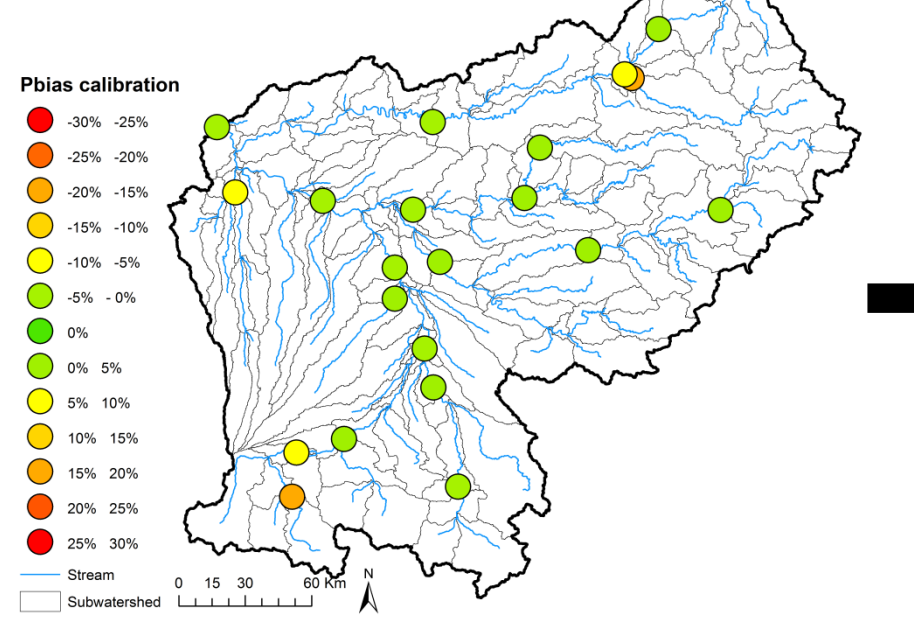 Pbias calibration
-30% -25%
-25% -20%
-20% -15%
-15% -10%
-10% -5%
-5% - 0%
0%
0% 5%
5% 10%
10% 15%
15% 20%
20% 25%
25% 30%
Stream
Subwatershed
0 15 30 60 Km
N